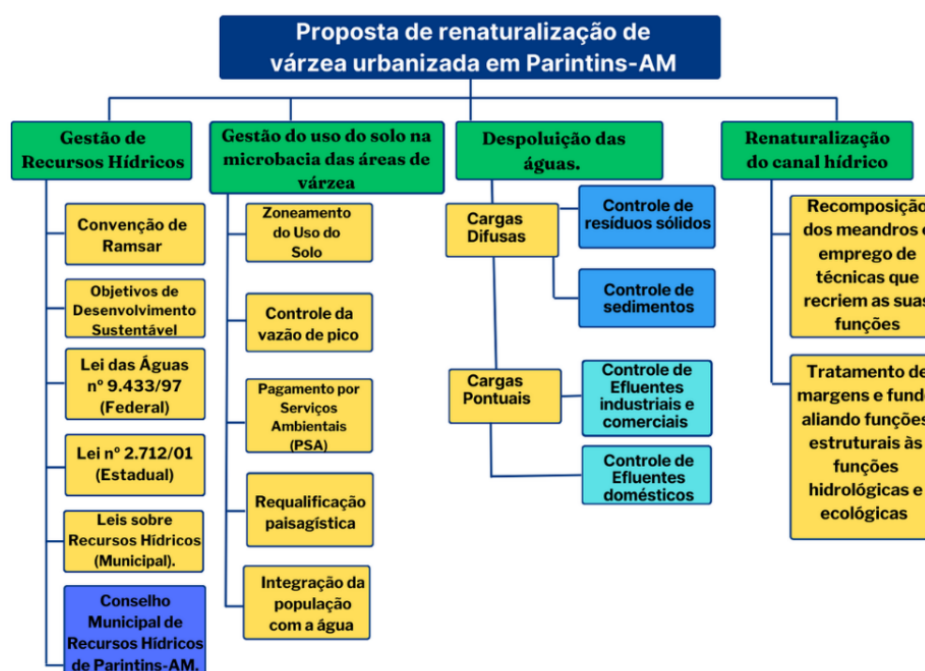 Proposta de renaturalização de
várzea urbanizada em Parintins-AM
Gestão de
Recursos Hídricos
Convenção de
Ramsar
Objetivos de
Desenvolvimento
Sustentável
Lei das Águas
nº 9.433/97
(Federal)
Lei nº 2.712/01
(Estadual)
Leis sobre
Recursos Hídricos
(Municipal).
Conselho
Municipal de
Recursos Hídricos
de Parintins-AM.
Gestão do uso do solo na
microbacia das áreas de
várzea
Zoneamento
do Uso do
Solo
Controle da
vazão de pico
Pagamento por
Serviços
Ambientais
(PSA)
Requalificação
paisagística
Integração da
população
com a água
Despoluição das
águas.
Cargas
Difusas
Controle de
resíduos sólidos
Controle de
sedimentos
Cargas
Pontuais
Controle de
Efluentes
industriais e
comerciais
Controle de
Efluentes
domésticos
Renaturalização
do canal hídrico
Recomposição
dos meandros e
emprego de
técnicas que
recriem as suas
funções
Tratamento de
margens e fundo
aliando funções
estruturais às
funções
hidrológicas e
ecológicas